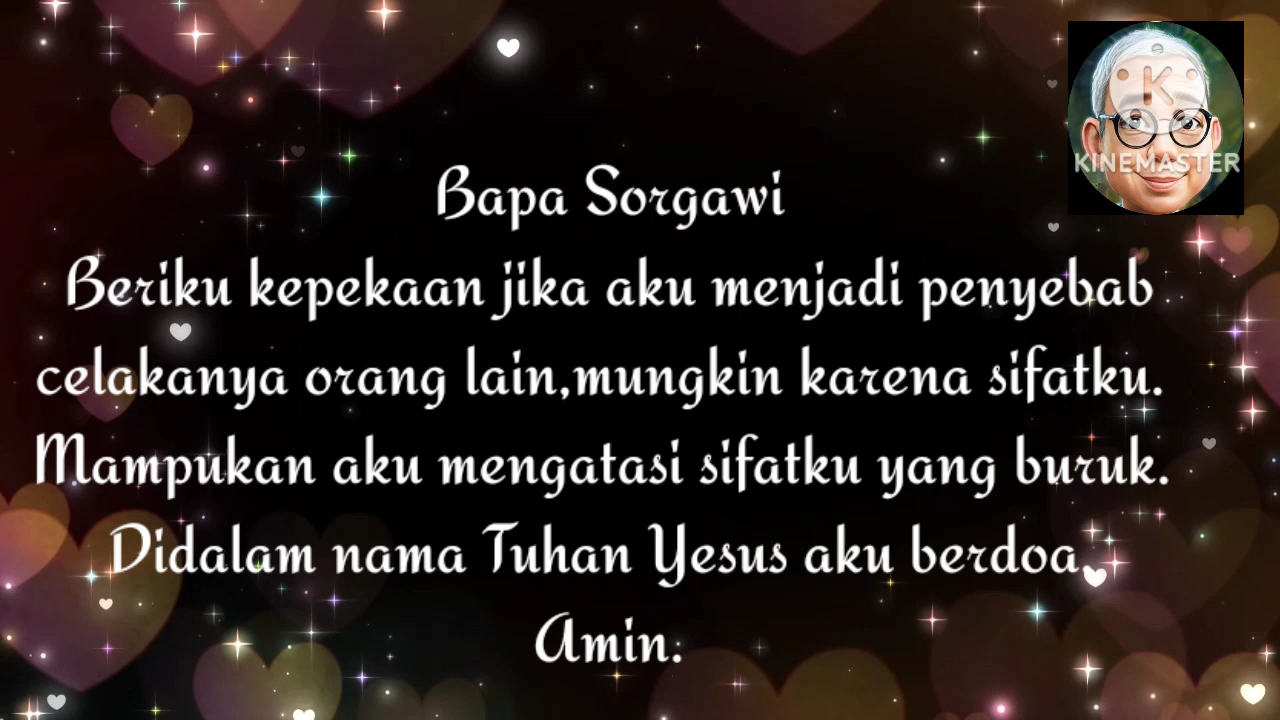 KINEMASTER
Bapa Sorgawi
Beriku kepekaan jika aku menjadi penyebab
celakanya orang lain,mungkin karena sifatku.
Mampukan aku mengatasi sifatku yang buruk.
Didalam nama Tuhan Yesus aku berdoa.
Amin.